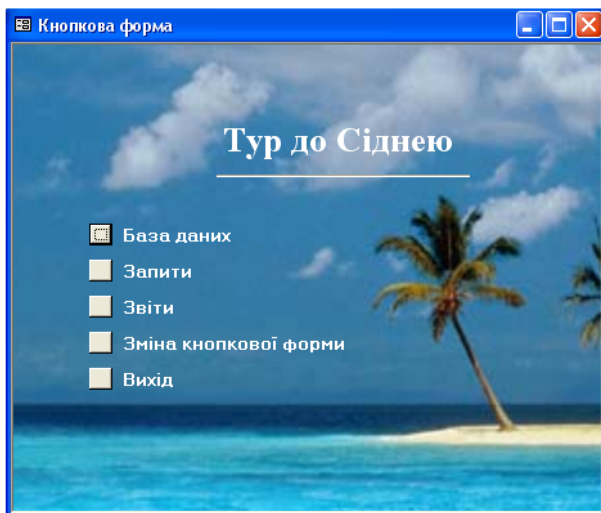 Кнопкова форма
Тур до Сіднею
База даних
Запити
Звіти
Зміна кнопкової форми
Вихід